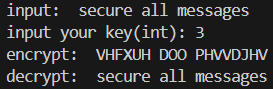 input:  secure all messages
input your key(int): 3
encrypt:  VHFXUH DOO PHVVDJHV
decrypt:  secure all messages